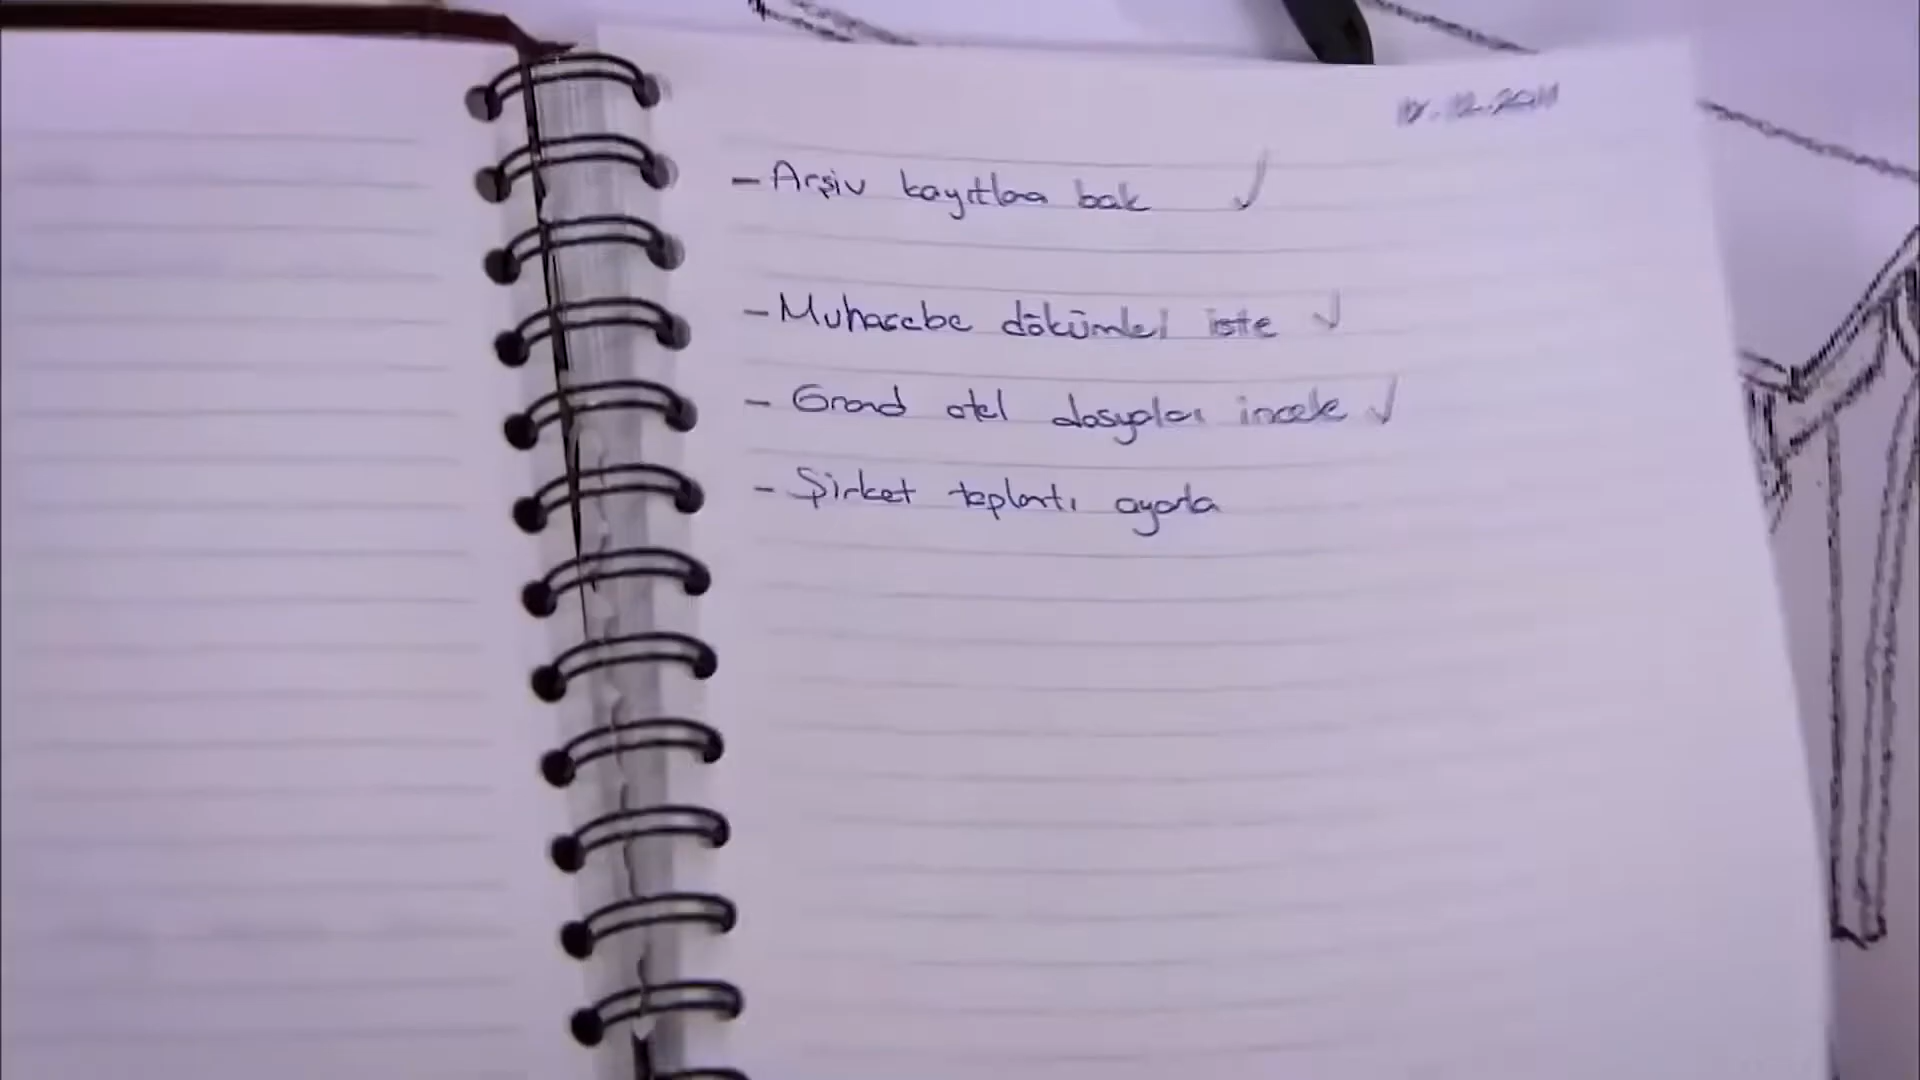 - Arşiv kayıtlara bak ✓
- Muhasebe dökümleri iste ✓
- Grand otel dosyaları incele ✓
- Şirket toplantı ayarla